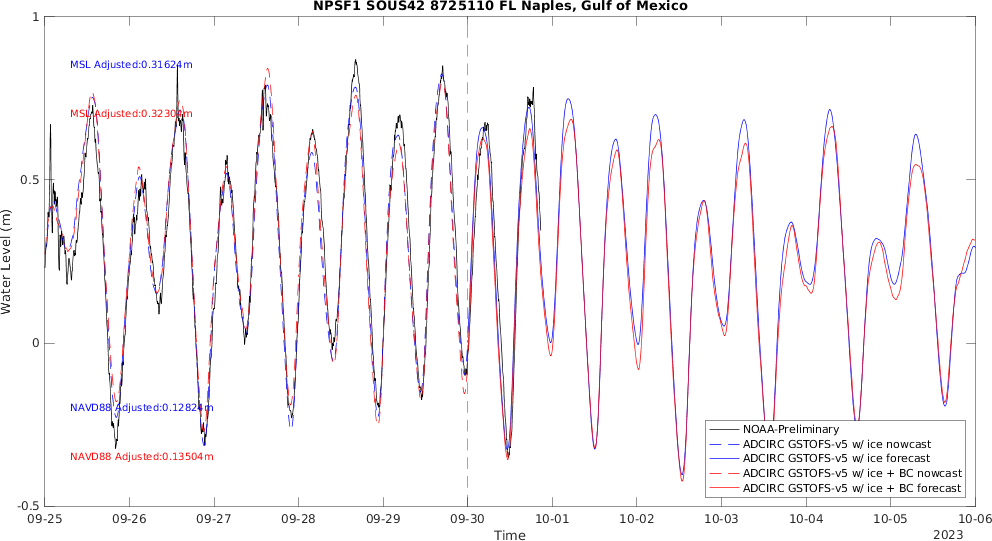 NPSF1 SOUS42 8725110 FL Naples, Gulf of Mexico
1
0.5
0
-0.5
Water Level (m)
MSL Adjusted:0.31624m
MSL Adjusted:0.32304m
NAVD88 Adjusted:0.12824m
NAVD88 Adjusted:0.13504m
NOAA-Preliminary
ADCIRC GSTOFS-v5 w/ ice nowcast
ADCIRC GSTOFS-v5 w/ ice forecast
ADCIRC GSTOFS-v5 w/ ice + BC nowcast
ADCIRC GSTOFS-v5 w/ ice + BC forecast
09-25 09-26 09-27 09-28 09-29 09-30 10-01 10-02 10-03 10-04 10-05 10-06
Time
2023